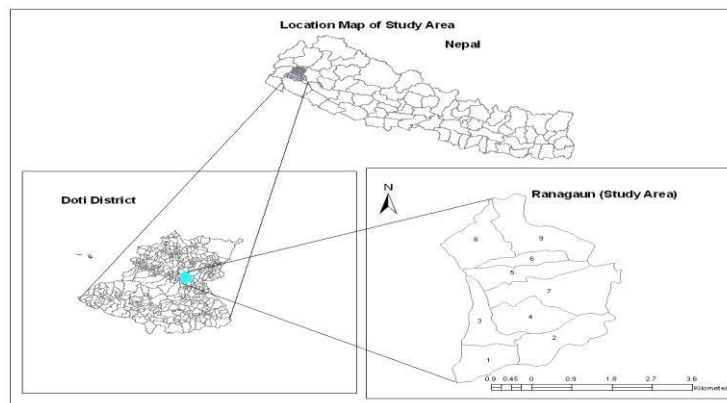 Location Map of Study Area
Nepal
Doti District
N
Ranagaun (Study Area)
8
9
6
5
7
3
4
2
1
0.9 0.45 0 0.9 1.8 2.7 3.6
Kilometer